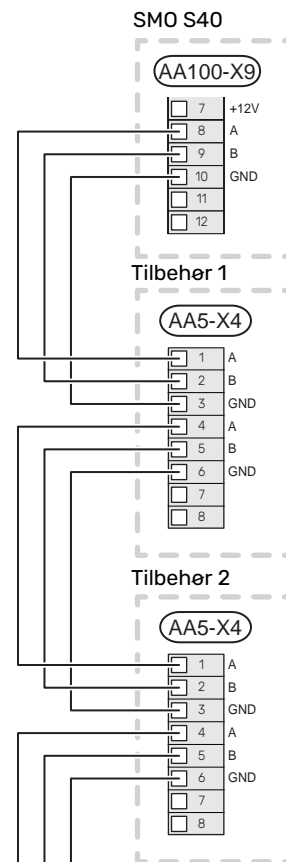 SMO S40
AA100-X9
7 +12V
8 A
9 B
10 GND
11
12
Tilbehør 1
AA5-X4
1 A
2 B
3 GND
4 A
5 B
6 GND
7
8
Tilbehør 2
AA5-X4
1 A
2 B
3 GND
4 A
5 B
6 GND
7
8